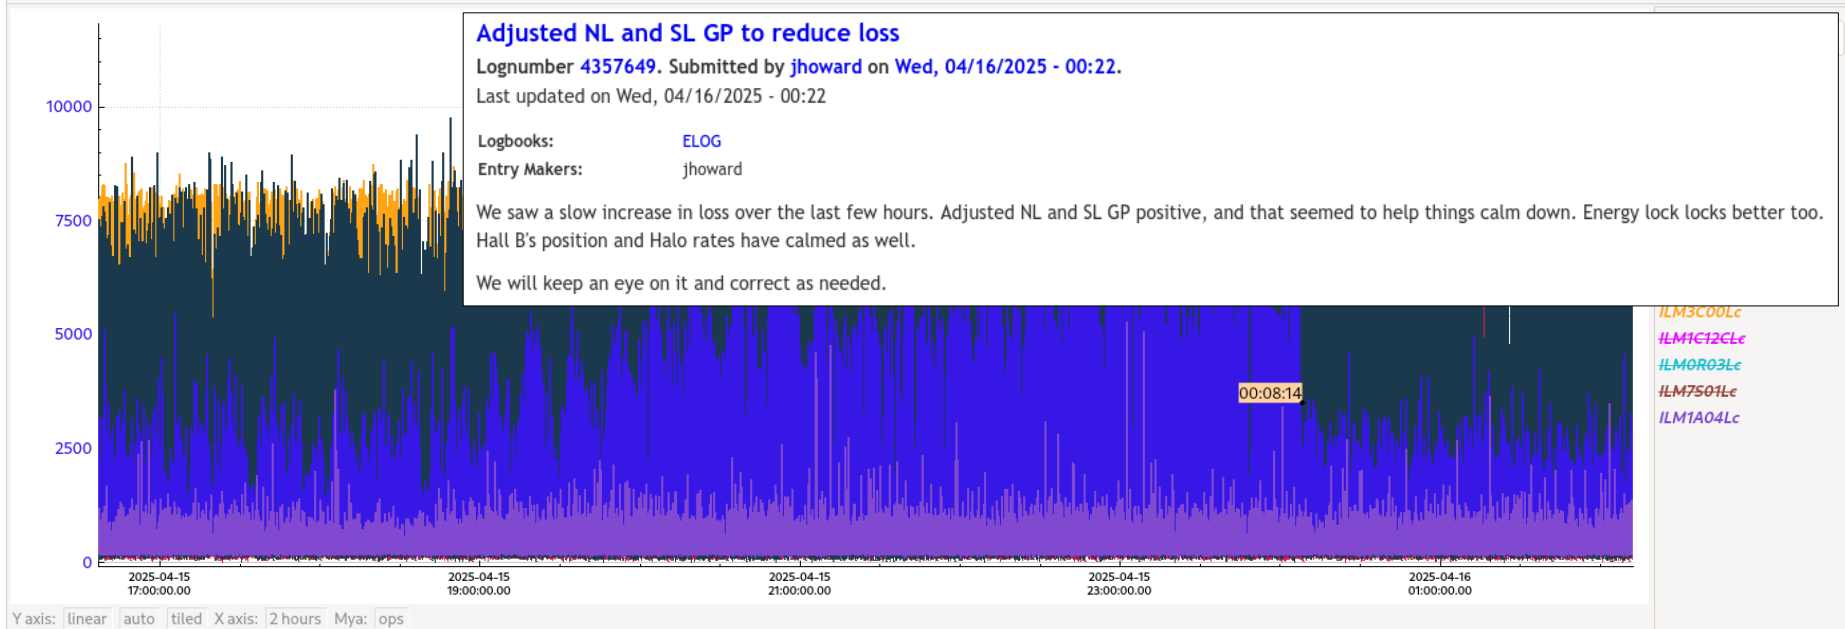 Adjusted NL and SL GP to reduce loss
Lognumber 4357649. Submitted by jhoward on Wed, 04/16/2025 - 00:22.
Last updated on Wed, 04/16/2025 - 00:22
Logbooks: ELOG
Entry Makers: jhoward
We saw a slow increase in loss over the last few hours. Adjusted NL and SL GP positive, and that seemed to help things calm down. Energy lock locks better too.
Hall B's position and Halo rates have calmed as well.
We will keep an eye on it and correct as needed.
10000
7500
5000
2500
0
ILM3C00Lc
ILM1C12CLc
ILM0R03Lc
ILM7S01Lc
ILM1A04Lc
00:08:14
2025-04-15 2025-04-15 2025-04-15 2025-04-15 2025-04-16
17:00:00.00 19:00:00.00 21:00:00.00 23:00:00.00 01:00:00.00
Y axis: linear auto tiled X axis: 2 hours Mya: ops